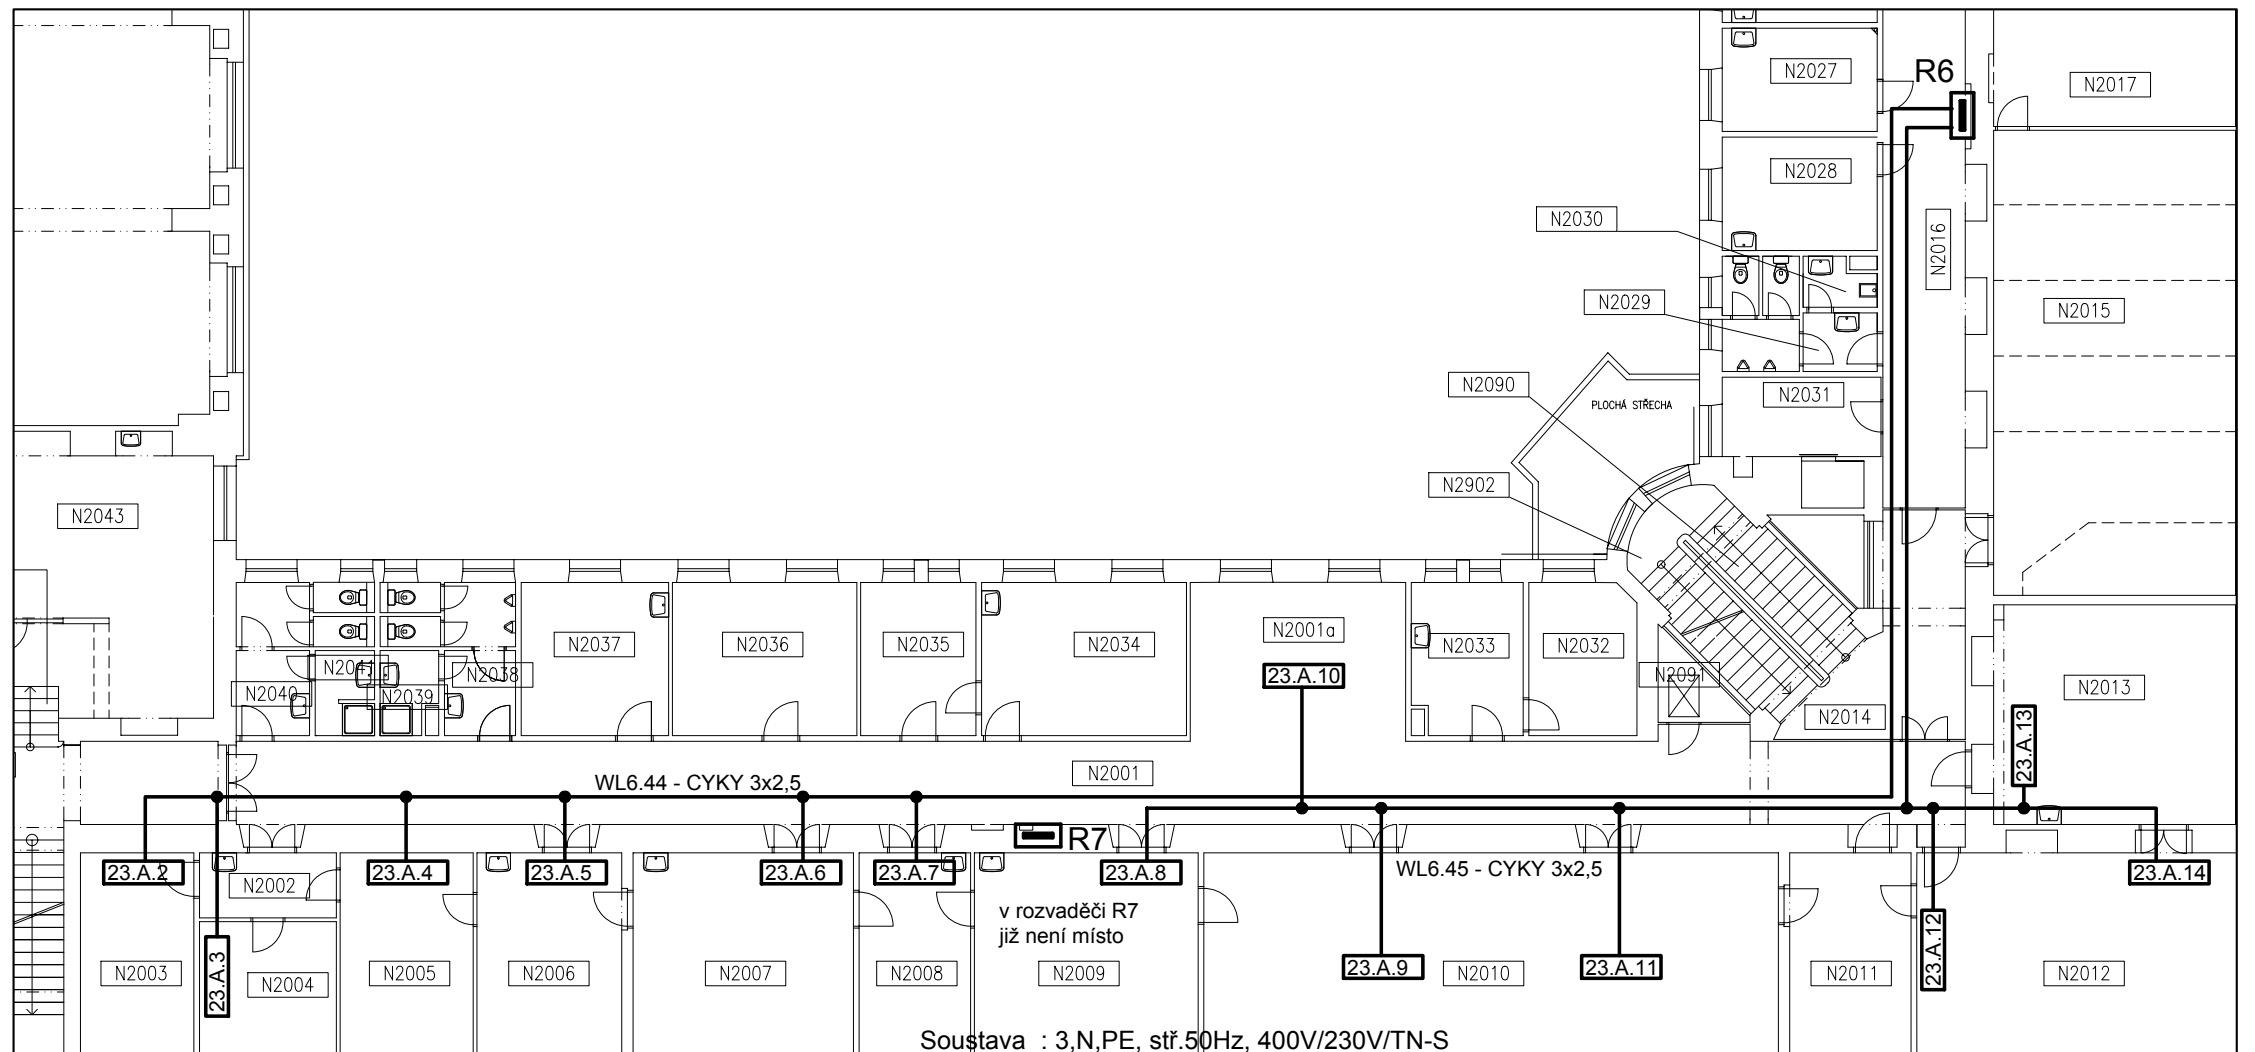 N2027
R6
N2017
N2028
N2030
N2016
N2029
N2015
N2090
N2031
PLOCHÁ STŘECHA
N2902
N2043
N2037
N2036
N2035
N2034
N2001a
N2033
N2032
N2041
N2038
N2040
N2039
N2091
23.A.10
N2013
N2014
23.A.13
N2001
WL6.44 - CYKY 3x2,5
R7
23.A.2
N2002
23.A.4
23.A.5
23.A.6
23.A.7
23.A.8
WL6.45 - CYKY 3x2,5
23.A.14
v rozvaděči R7
již není místo
23.A.3
23.A.12
N2003
N2004
N2005
N2006
N2007
N2008
N2009
23.A.9
N2010
23.A.11
N2011
N2012
Soustava : 3,N,PE, stř.50Hz, 400V/230V/TN-S